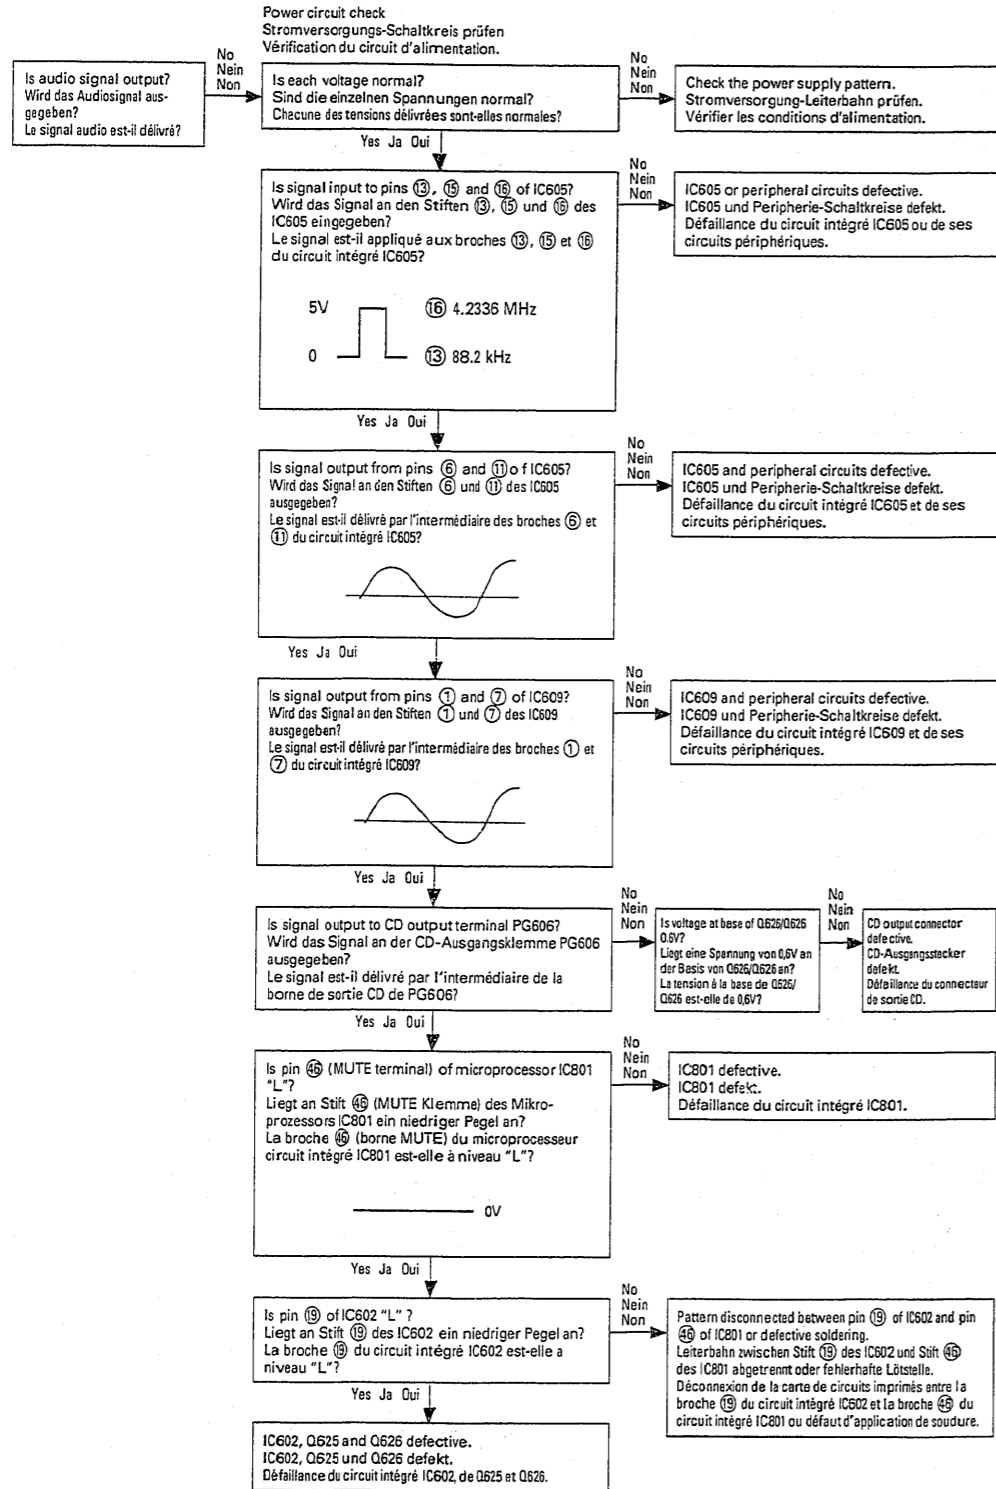 Power circuit check
Stromversorgungs-Schaltkreis prüfen
Vérification du circuit d'alimentation.
Is audio signal output?
Wird das Audiosignal aus-
gegeben?
Le signal audio est-il délivré?
No
Nein
Non
Is each voltage normal?
Sind die einzelnen Spannungen normal?
Chacune des tensions délivrées sont-elles normales?
No
Nein
Non
Check the power supply pattern.
Stromversorgung-Leiterbahn prüfen.
Vérifier les conditions d'alimentation.
Yes Ja Oui
Is signal input to pins ⑬, ⑮ and ⑯ of IC605?
Wird das Signal an den Stiften ⑬, ⑮ und ⑯ des
IC605 eingegeben?
Le signal est-il appliqué aux broches ⑬, ⑮ et ⑯
du circuit intégré IC605?
5V
⑯ 4.2336 MHz
0
⑬ 88.2 kHz
No
Nein
Non
IC605 or peripheral circuits defective.
IC605 und Peripherie-Schaltkreise defekt.
Défaillance du circuit intégré IC605 ou de ses
circuits périphériques.
Yes Ja Oui
Is signal output from pins ⑥ and ⑪ of IC605?
Wird das Signal an den Stiften ⑥ und ⑪ des IC605
ausgegeben?
Le signal est-il délivré par l'intermédiaire des broches ⑥ et
⑪ du circuit intégré IC605?
No
Nein
Non
IC605 and peripheral circuits defective.
IC605 und Peripherie-Schaltkreise defekt.
Défaillance du circuit intégré IC605 et de ses
circuits périphériques.
Yes Ja Oui
Is signal output from pins ① and ⑦ of IC609?
Wird das Signal an den Stiften ① und ⑦ des IC609
ausgegeben?
Le signal est-il délivré par l'intermédiaire des broches ① et
⑦ du circuit intégré IC609?
No
Nein
Non
IC609 and peripheral circuits defective.
IC609 und Peripherie-Schaltkreise defekt.
Défaillance du circuit intégré IC609 et de ses
circuits périphériques.
Yes Ja Oui
Is signal output to CD output terminal PG606?
Wird das Signal an der CD-Ausgangsklemme PG606
ausgegeben?
Le signal est-il délivré par l'intermédiaire de la
borne de sortie CD de PG606?
No
Nein
Non
Is voltage at base of Q626/Q626
0.6V?
Liegt eine Spannung von 0,6V an
der Basis von Q626/Q626 an?
La tension à la base de Q626/
Q626 est-elle de 0,6V?
No
Nein
Non
CD output connector
defective.
CD-Ausgangsstecker
defekt.
Défaillance du connecteur
de sortie CD.
Yes Ja Oui
Is pin ㊻ (MUTE terminal) of microprocessor IC801
"L"?
Liegt an Stift ㊻ (MUTE Klemme) des Mikro-
prozessors IC801 ein niedriger Pegel an?
La broche ㊻ (borne MUTE) du microprocesseur
circuit intégré IC801 est-elle à niveau "L"?
0V
No
Nein
Non
IC801 defective.
IC801 defekt.
Défaillance du circuit intégré IC801.
Yes Ja Oui
Is pin ⑲ of IC602 "L" ?
Liegt an Stift ⑲ des IC602 ein niedriger Pegel an?
La broche ⑲ du circuit intégré IC602 est-elle a
niveau "L"?
No
Nein
Non
Pattern disconnected between pin ⑲ of IC602 and pin
㊻ of IC801 or defective soldering.
Leiterbahn zwischen Stift ⑲ des IC602 und Stift ㊻
des IC801 abgetrennt oder fehlerhafte Lötstelle.
Déconnexion de la carte de circuits imprimés entre la
broche ⑲ du circuit intégré IC602 et la broche ㊻ du
circuit intégré IC801 ou défaut d'application de soudure.
Yes Ja Oui
IC602, Q625 and Q626 defective.
IC602, Q625 und Q626 defekt.
Défaillance du circuit intégré IC602, de Q625 et Q626.